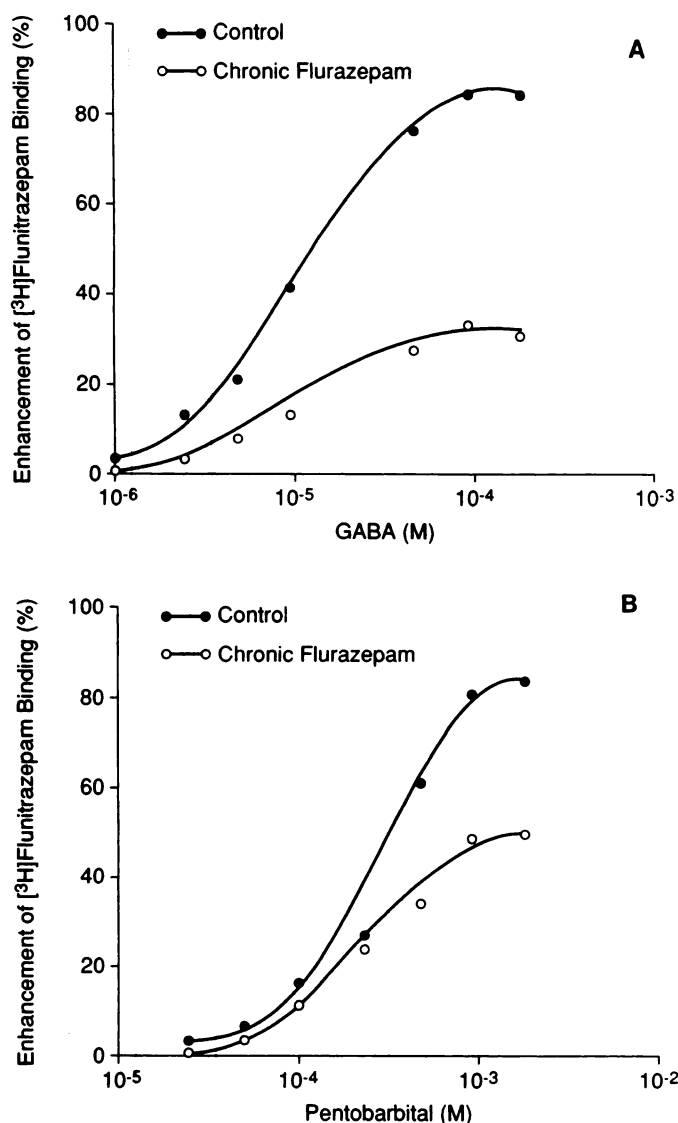 Enhancement of [³H]Flunitrazepam Binding (%)
100
80
60
40
20
0
Control
Chronic Flurazepam
A
10⁻⁶
10⁻⁵
10⁻⁴
10⁻³
GABA (M)
Enhancement of [³H]Flunitrazepam Binding (%)
100
80
60
40
20
0
Control
Chronic Flurazepam
B
10⁻⁵
10⁻⁴
10⁻³
10⁻²
Pentobarbital (M)